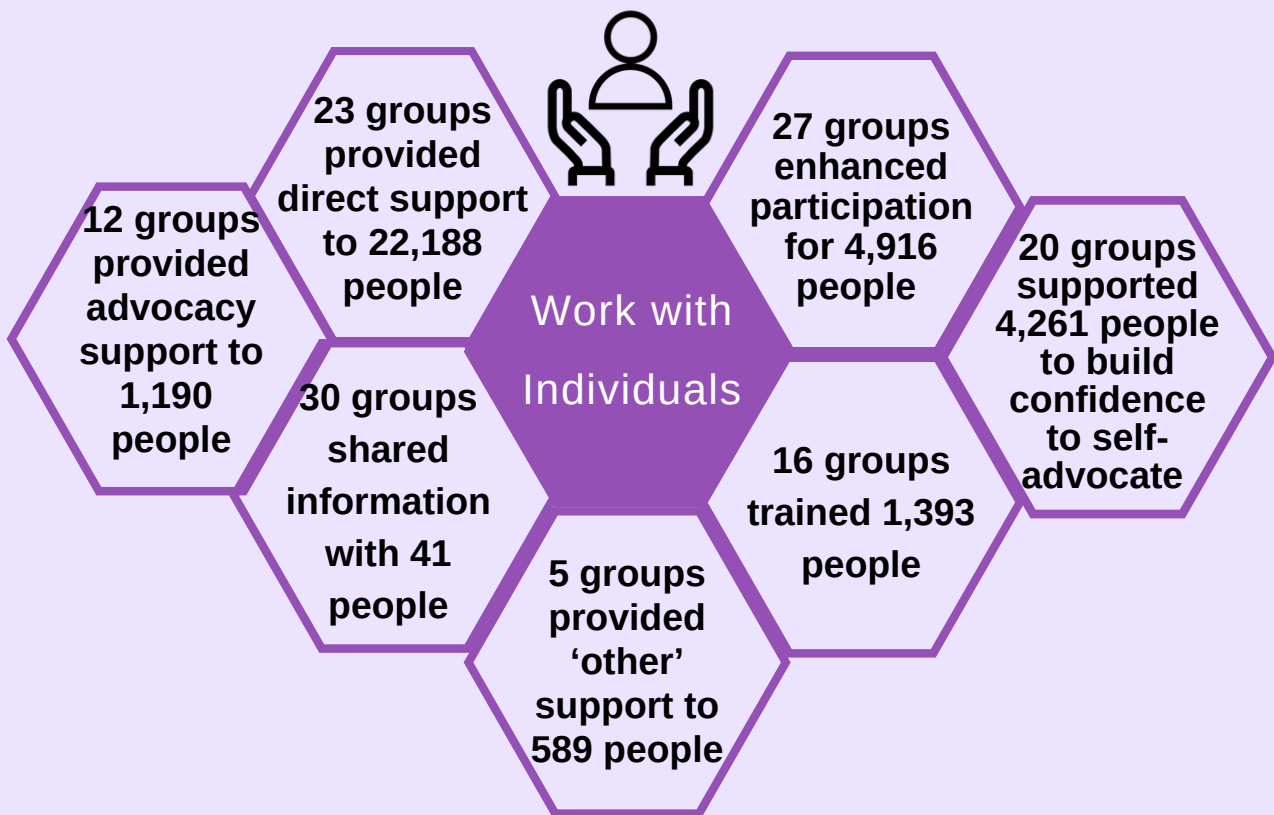 23 groups
provided
direct support
to 22,188
people
27 groups
enhanced
participation
for 4,916
people
12 groups
provided
advocacy
support to
1,190
people
20 groups
supported
4,261 people
to build
confidence
to self-
advocate
Work with
Individuals
30 groups
shared
information
with 41
people
16 groups
trained 1,393
people
5 groups
provided
‘other’
support to
589 people